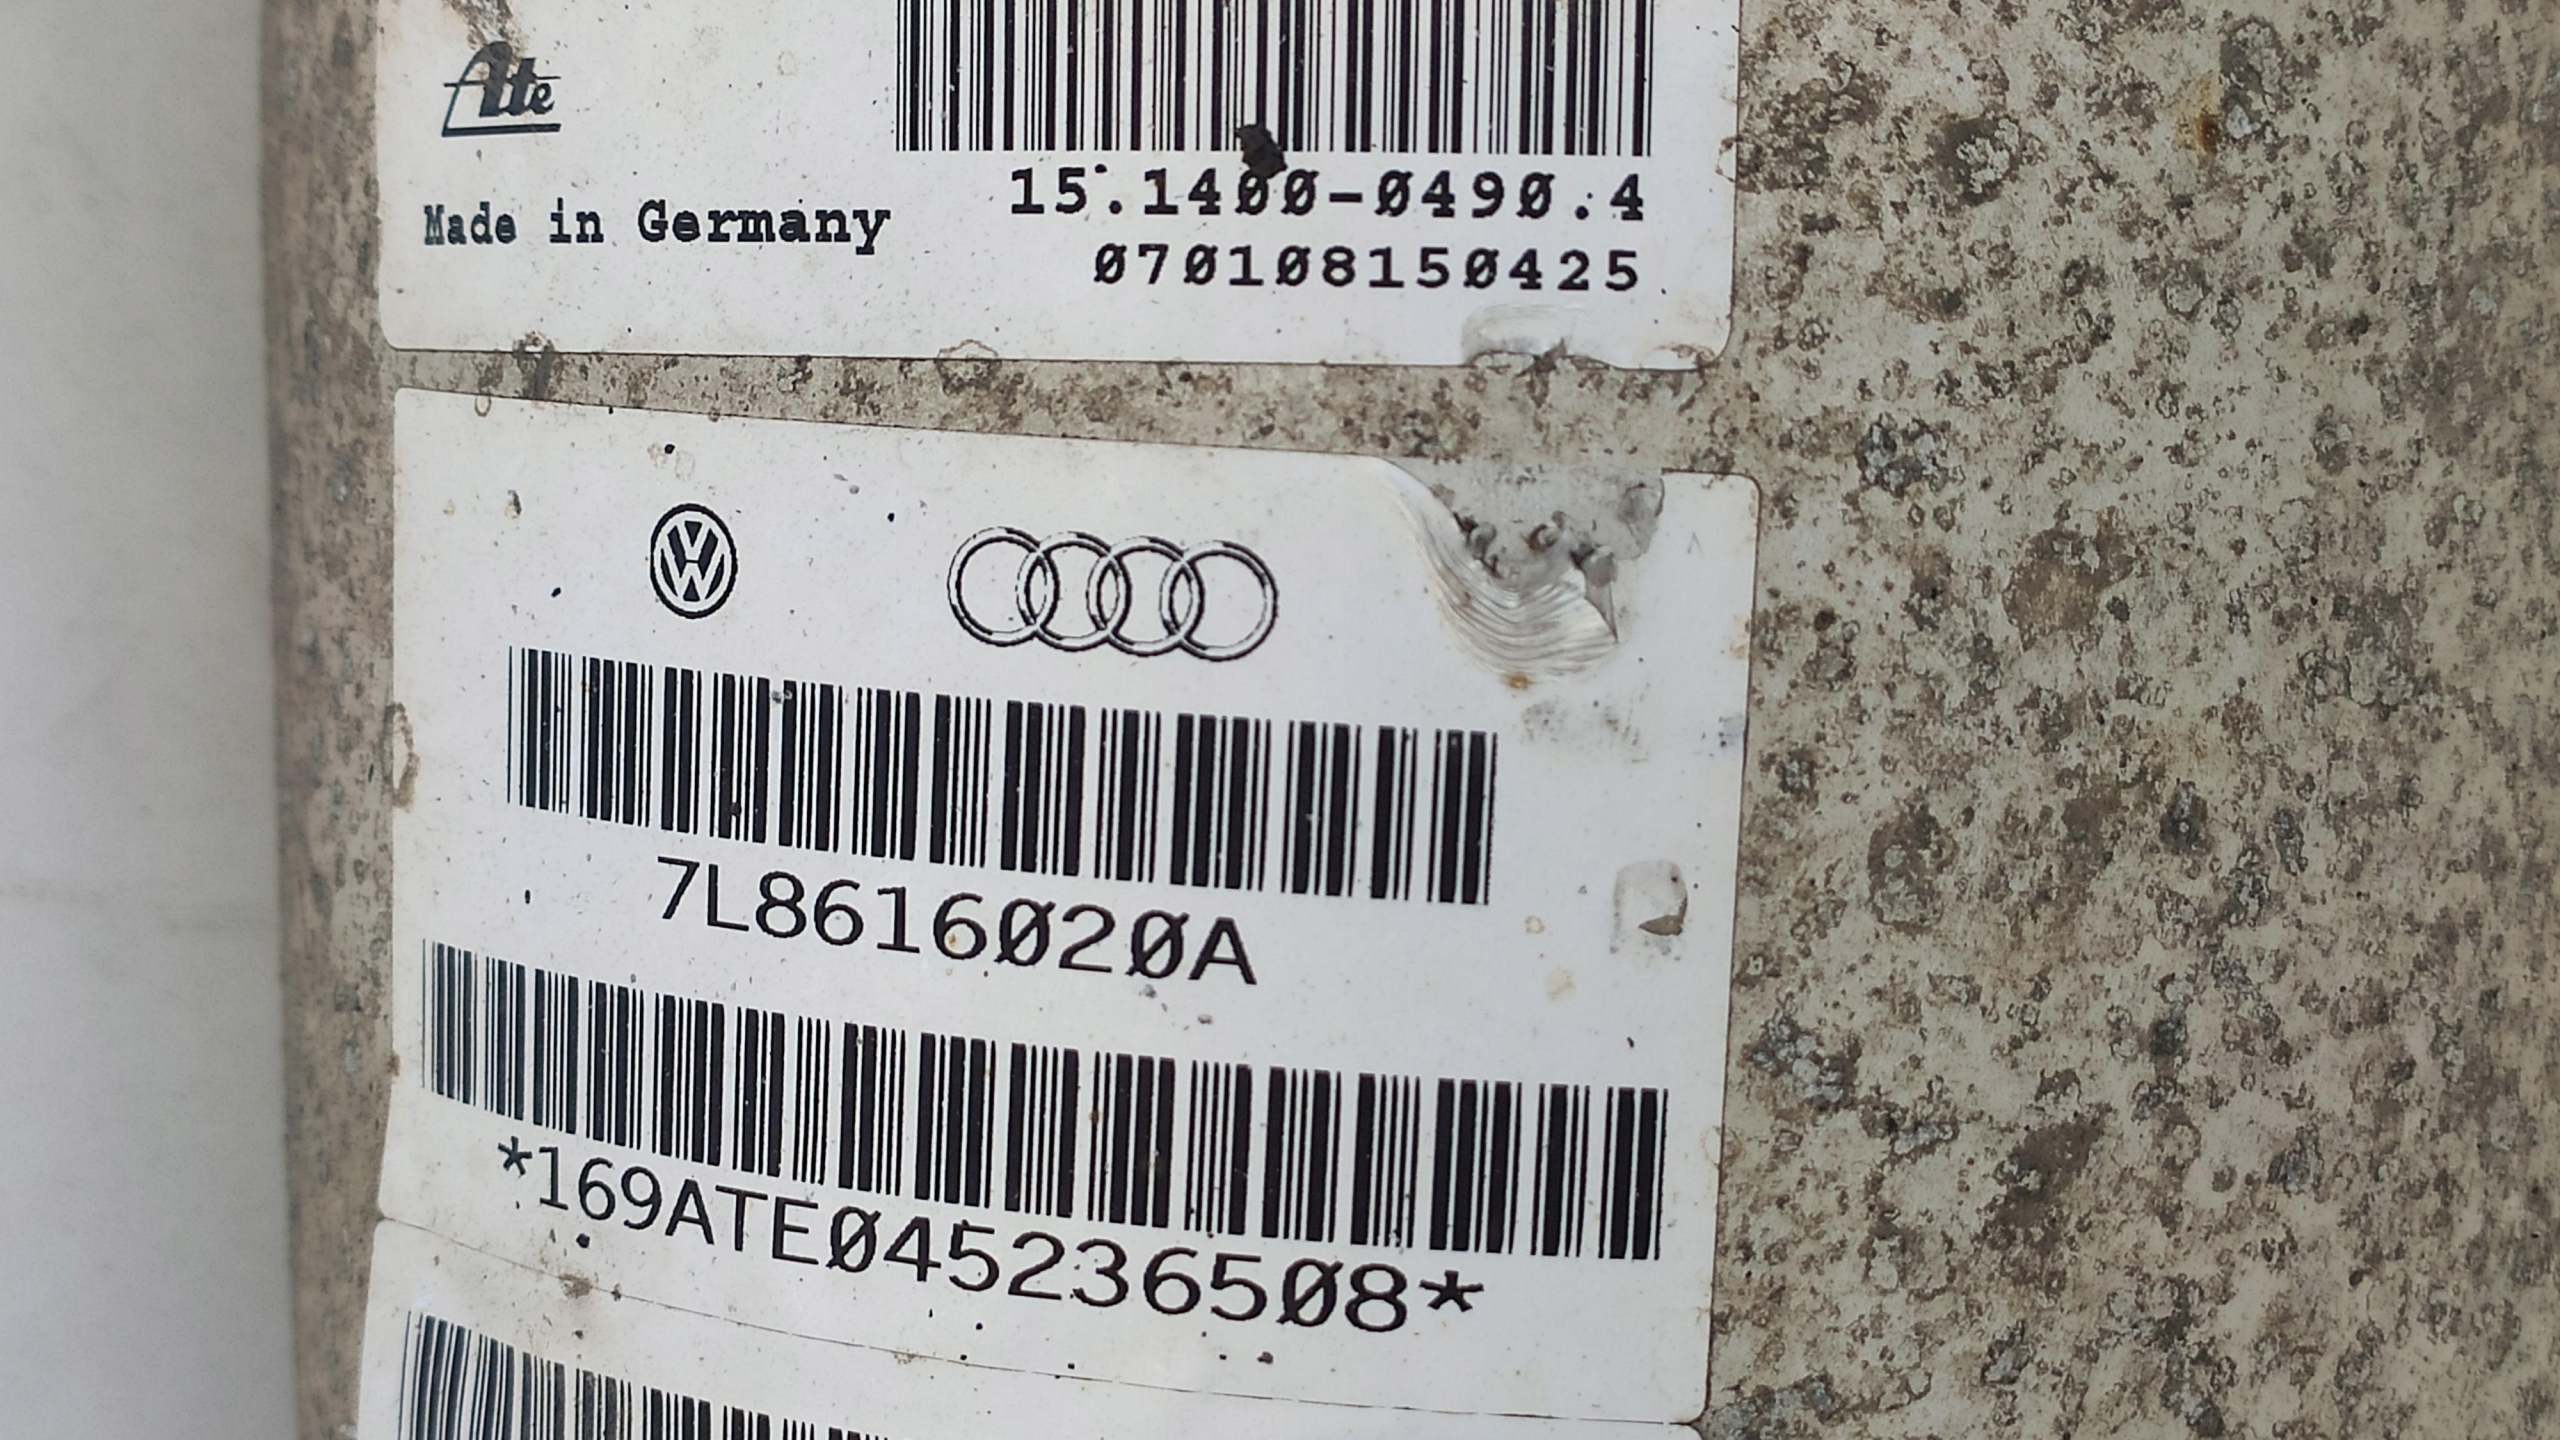 Ate
Made in Germany
15.1400-0490.4
070108150425
7L8616020A
*169ATE045236508*